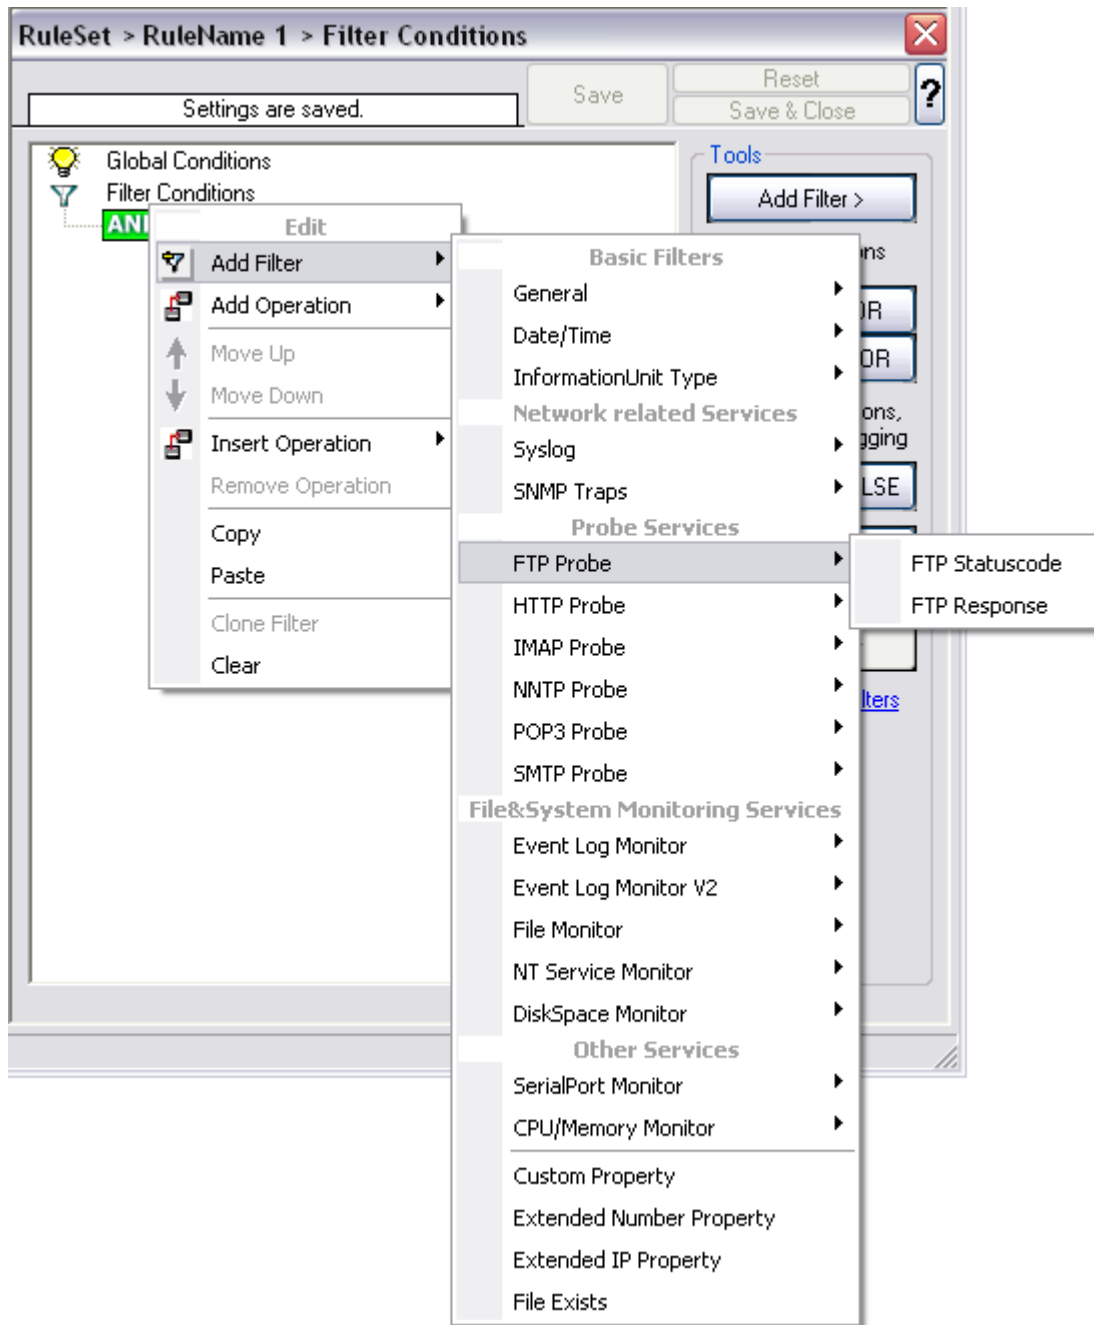 RuleSet > RuleName 1 > Filter Conditions
Settings are saved.
Save
Reset
Save & Close
?
Global Conditions
Filter Conditions
Tools
Add Filter >
Edit
Add Filter
Add Operation
Move Up
Move Down
Insert Operation
Remove Operation
Copy
Paste
Clone Filter
Clear
Basic Filters
General
Date/Time
InformationUnit Type
Network related Services
Syslog
SNMP Traps
Probe Services
FTP Probe
HTTP Probe
IMAP Probe
NNTP Probe
POP3 Probe
SMTP Probe
File&System Monitoring Services
Event Log Monitor
Event Log Monitor V2
File Monitor
NT Service Monitor
DiskSpace Monitor
Other Services
SerialPort Monitor
CPU/Memory Monitor
Custom Property
Extended Number Property
Extended IP Property
File Exists
FTP Statuscode
FTP Response